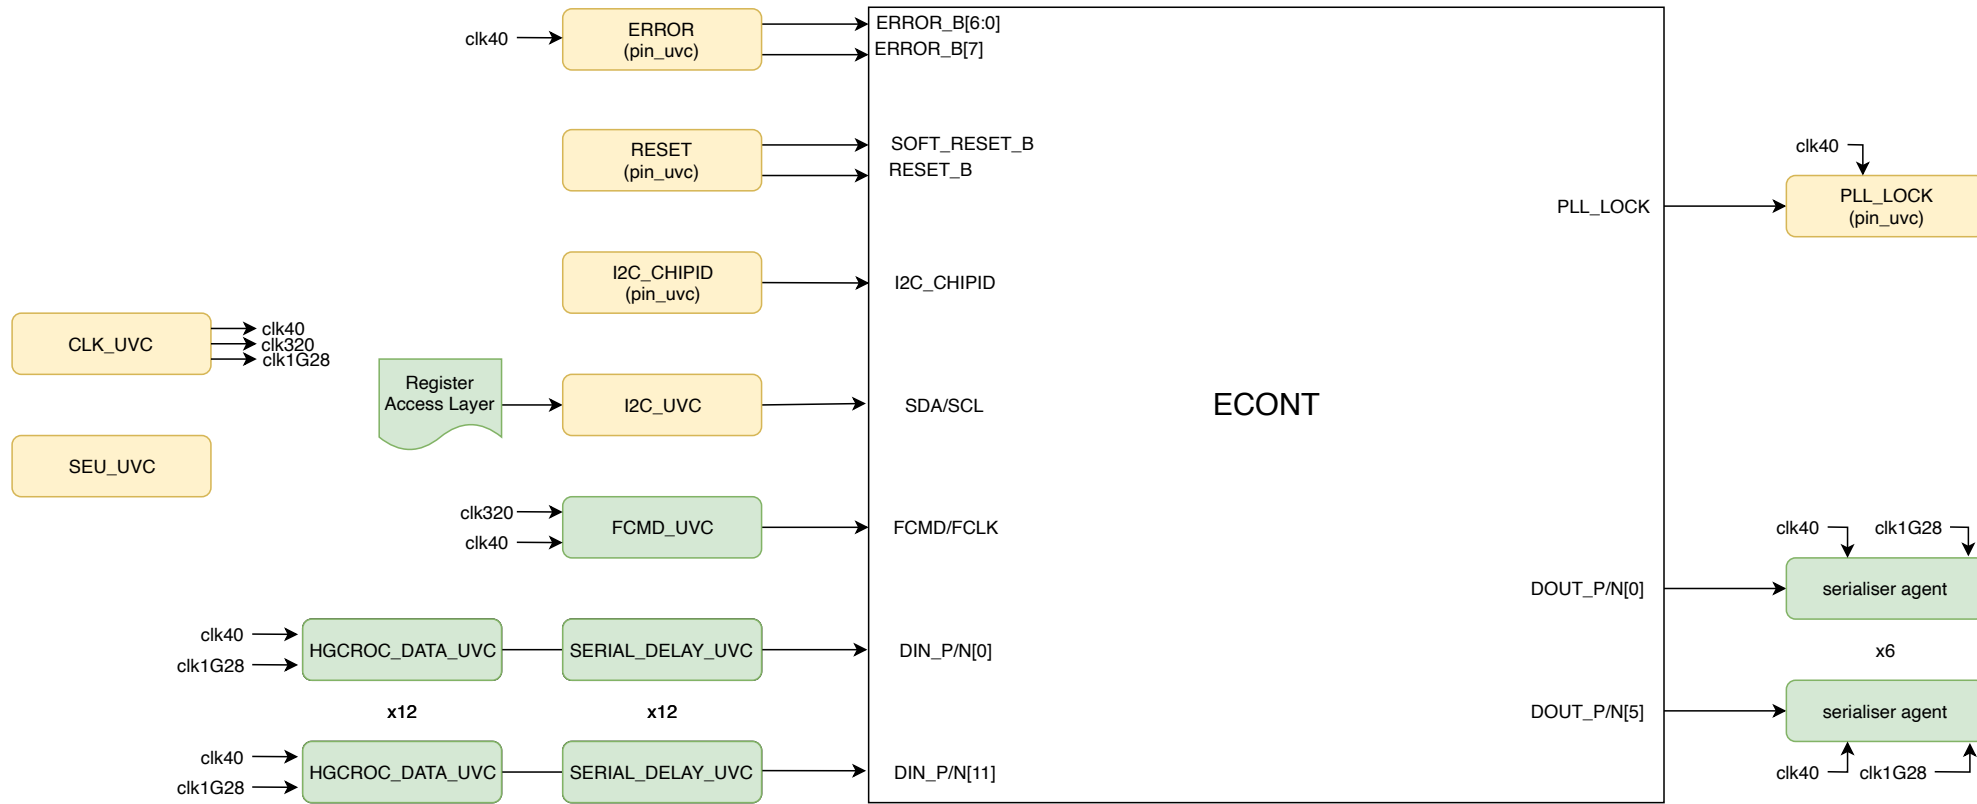 clk40
ERROR
(pin_uvc)
ERROR_B[6:0]
ERROR_B[7]
RESET
(pin_uvc)
SOFT_RESET_B
RESET_B
clk40
PLL_LOCK
PLL_LOCK
(pin_uvc)
I2C_CHIPID
(pin_uvc)
I2C_CHIPID
CLK_UVC
clk40
clk320
clk1G28
Register
Access Layer
I2C_UVC
SDA/SCL
ECONT
SEU_UVC
clk320
clk40
FCMD_UVC
FCMD/FCLK
clk40
clk1G28
DOUT_P/N[0]
serialiser agent
clk40
clk1G28
HGCROC_DATA_UVC
SERIAL_DELAY_UVC
DIN_P/N[0]
x6
x12
x12
DOUT_P/N[5]
serialiser agent
clk40
clk1G28
HGCROC_DATA_UVC
SERIAL_DELAY_UVC
DIN_P/N[11]
clk40
clk1G28